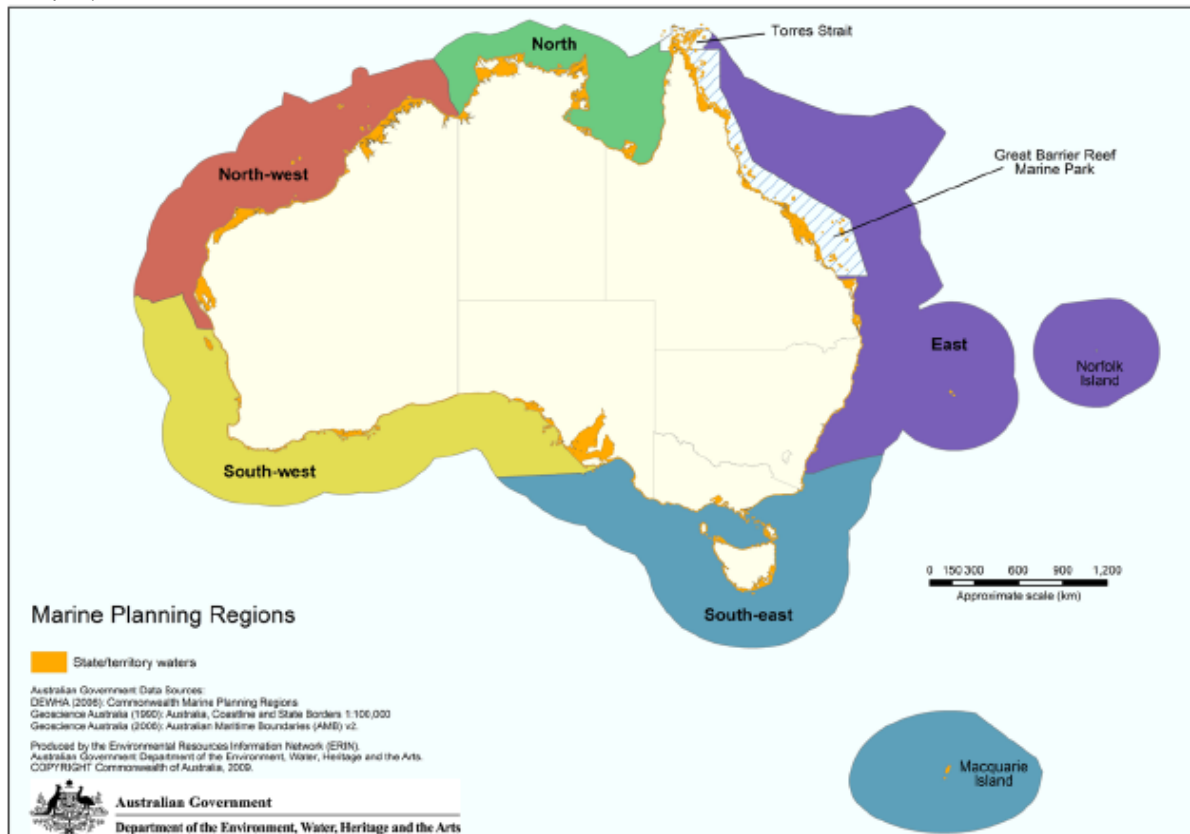 North
Torres Strait
Great Barrier Reef
Marine Park
North-west
East
Norfolk
Island
South-west
0 150 300 600 900 1,200
Approximate scale (km)
South-east
Marine Planning Regions
State/territory waters
Australian Government Data Sources:
DEWHA (2006): Commonwealth Marine Planning Regions
Geoscience Australia (1990): Australia, Coastline and State Borders 1:100,000
Geoscience Australia (2006): Australian Maritime Boundaries (AMB) v2.
Produced by the Environmental Resources Information Network (ERIN).
Australian Government Department of the Environment, Water, Heritage and the Arts.
COPYRIGHT Commonwealth of Australia, 2009.
Macquarie
Island
Australian Government
Department of the Environment, Water, Heritage and the Arts